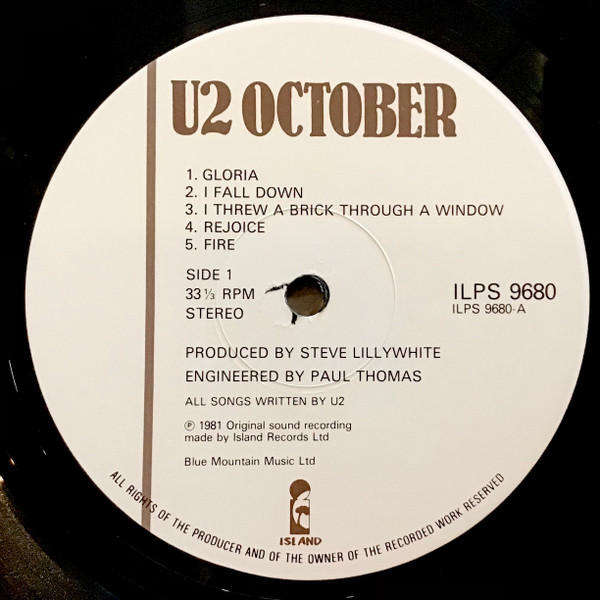 U2 OCTOBER
1. GLORIA
2. I FALL DOWN
3. I THREW A BRICK THROUGH A WINDOW
4. REJOICE
5. FIRE
SIDE 1
33 ⅓ RPM
STEREO
ILPS 9680
ILPS 9680-A
PRODUCED BY STEVE LILLYWHITE
ENGINEERED BY PAUL THOMAS
ALL SONGS WRITTEN BY U2
℗ 1981 Original sound recording
made by Island Records Ltd
Blue Mountain Music Ltd
ISLAND
ALL RIGHTS OF THE PRODUCER AND OF THE OWNER OF THE RECORDED WORK RESERVED